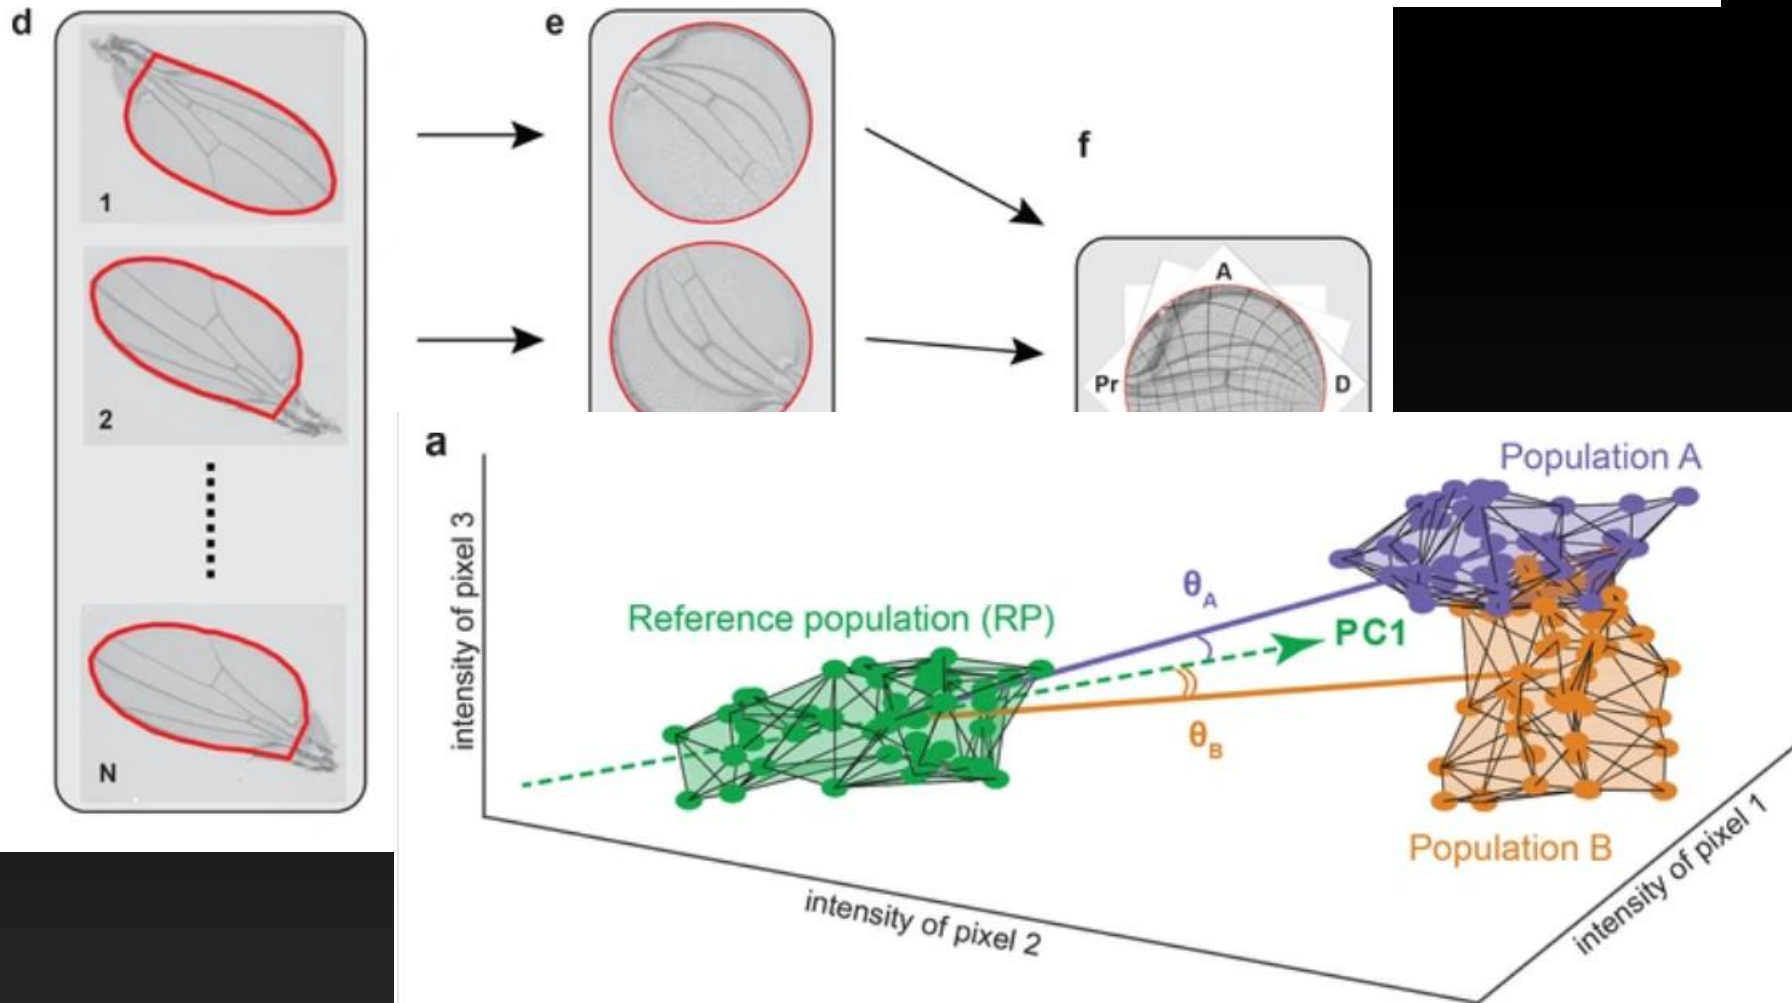 d
e
1
f
A
Pr
D
2
N
a
Population A
intensity of pixel 3
θA
Reference population (RP)
PC1
θB
Population B
intensity of pixel 1
intensity of pixel 2